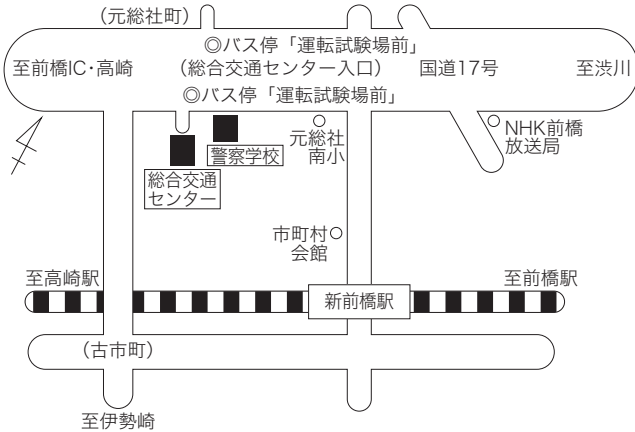 （元総社町）
◎バス停「運転試験場前」
至前橋IC・高崎
（総合交通センター入口）
国道17号
至渋川
◎バス停「運転試験場前」
元総社
南小
NHK前橋
放送局
警察学校
総合交通
センター
市町村
会館
至高崎駅
新前橋駅
至前橋駅
（古市町）
至伊勢崎